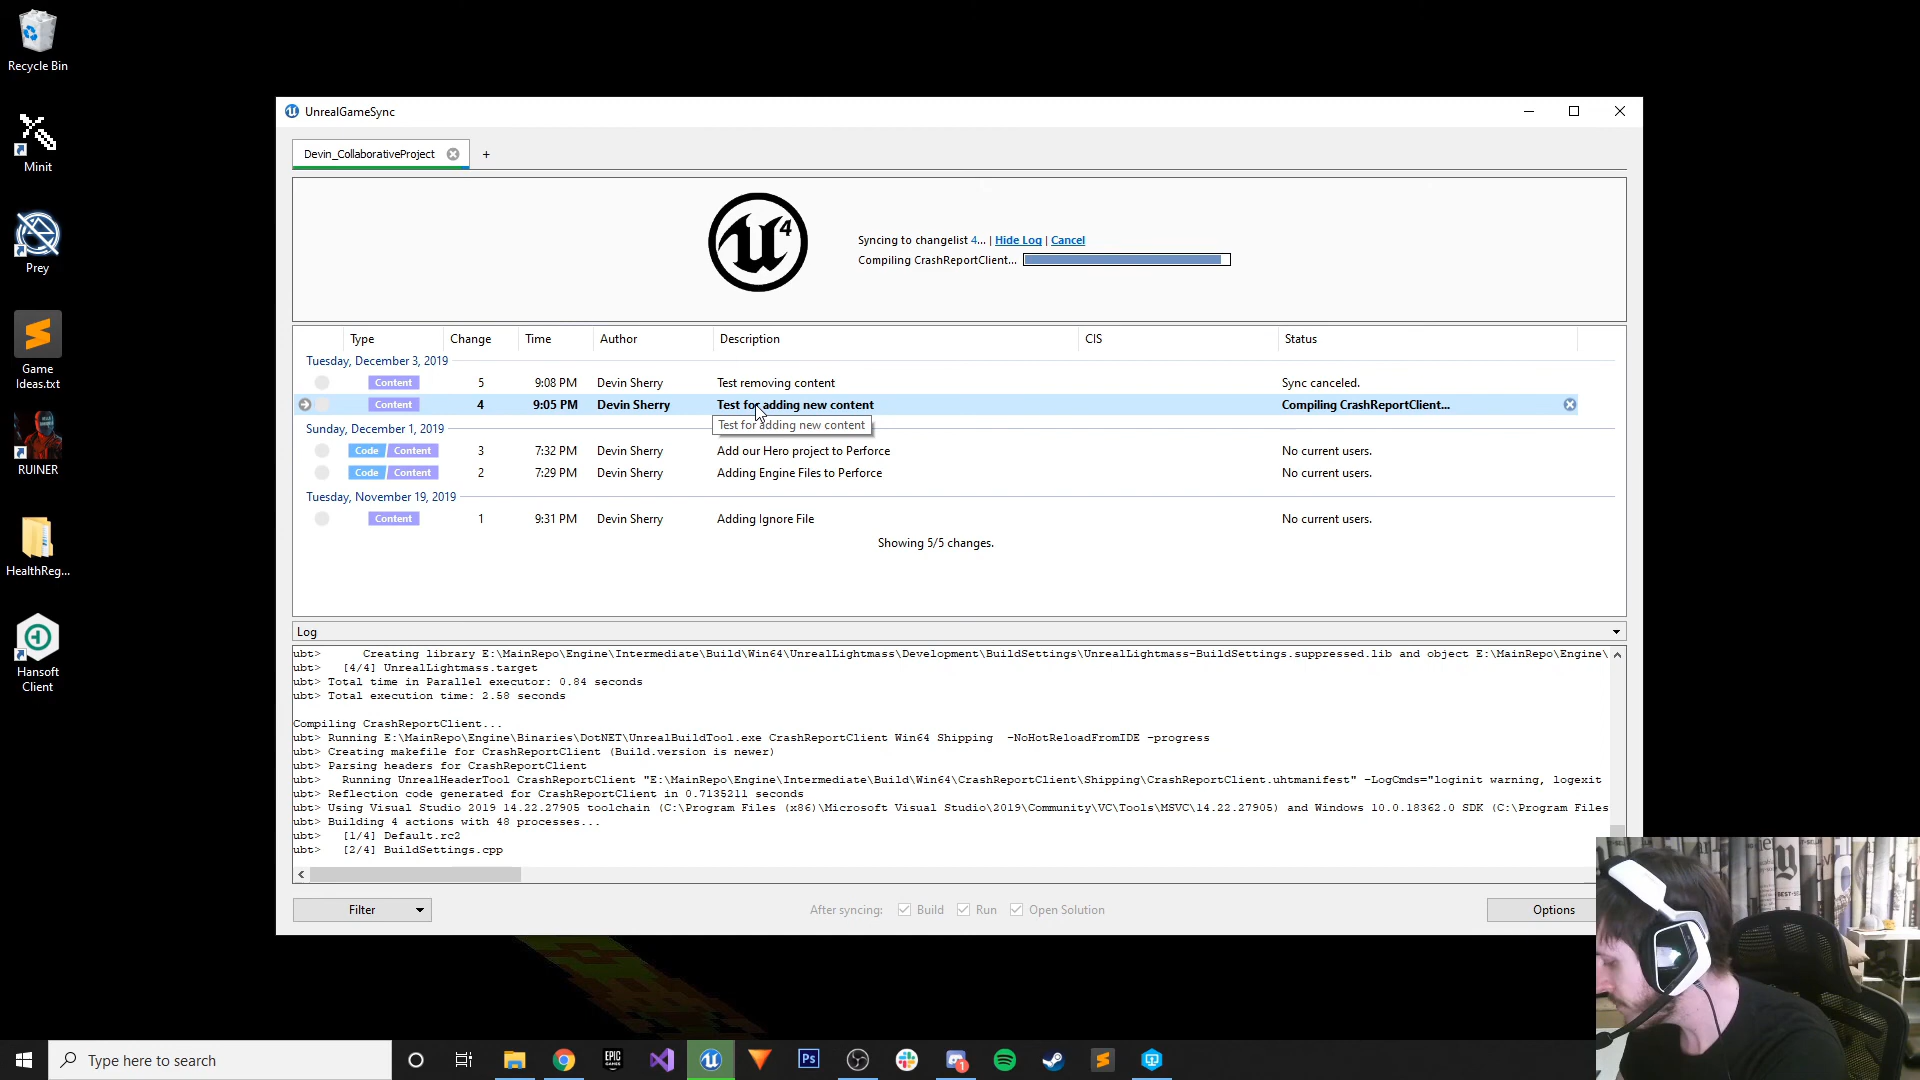 Recycle Bin
Minit
Prey
Game
Ideas.txt
RUINER
HealthReg...
Hansoft
Client
UnrealGameSync
Devin_CollaborativeProject
+
4
Syncing to changelist 4... | Hide Log | Cancel
Compiling CrashReportClient...
Type Change Time Author Description CIS Status
Tuesday, December 3, 2019
Content 5 9:08 PM Devin Sherry Test removing content Sync canceled.
Content 4 9:05 PM Devin Sherry Test for adding new content Compiling CrashReportClient...
Test for adding new content
Sunday, December 1, 2019
Code Content 3 7:32 PM Devin Sherry Add our Hero project to Perforce No current users.
Code Content 2 7:29 PM Devin Sherry Adding Engine Files to Perforce No current users.
Tuesday, November 19, 2019
Content 1 9:31 PM Devin Sherry Adding Ignore File No current users.
Showing 5/5 changes.
Log
ubt> Creating library E:\MainRepo\Engine\Intermediate\Build\Win64\UnrealLightmass\Development\BuildSettings\UnrealLightmass-BuildSettings.suppressed.lib and object E:\MainRepo\Engine\
ubt> [4/4] UnrealLightmass.target
ubt> Total time in Parallel executor: 0.84 seconds
ubt> Total execution time: 2.58 seconds
Compiling CrashReportClient...
ubt> Running E:\MainRepo\Engine\Binaries\DotNET\UnrealBuildTool.exe CrashReportClient Win64 Shipping -NoHotReloadFromIDE -progress
ubt> Creating makefile for CrashReportClient (Build.version is newer)
ubt> Parsing headers for CrashReportClient
ubt> Running UnrealHeaderTool CrashReportClient "E:\MainRepo\Engine\Intermediate\Build\Win64\CrashReportClient\Shipping\CrashReportClient.uhtmanifest" -LogCmds="loginit warning, logexit
ubt> Reflection code generated for CrashReportClient in 0.7135211 seconds
ubt> Using Visual Studio 2019 14.22.27905 toolchain (C:\Program Files (x86)\Microsoft Visual Studio\2019\Community\VC\Tools\MSVC\14.22.27905) and Windows 10.0.18362.0 SDK (C:\Program Files
ubt> Building 4 actions with 48 processes...
ubt> [1/4] Default.rc2
ubt> [2/4] BuildSettings.cpp
Filter
After syncing: Build Run Open Solution
Options
Type here to search
EPIC
GAMES
Ps
1